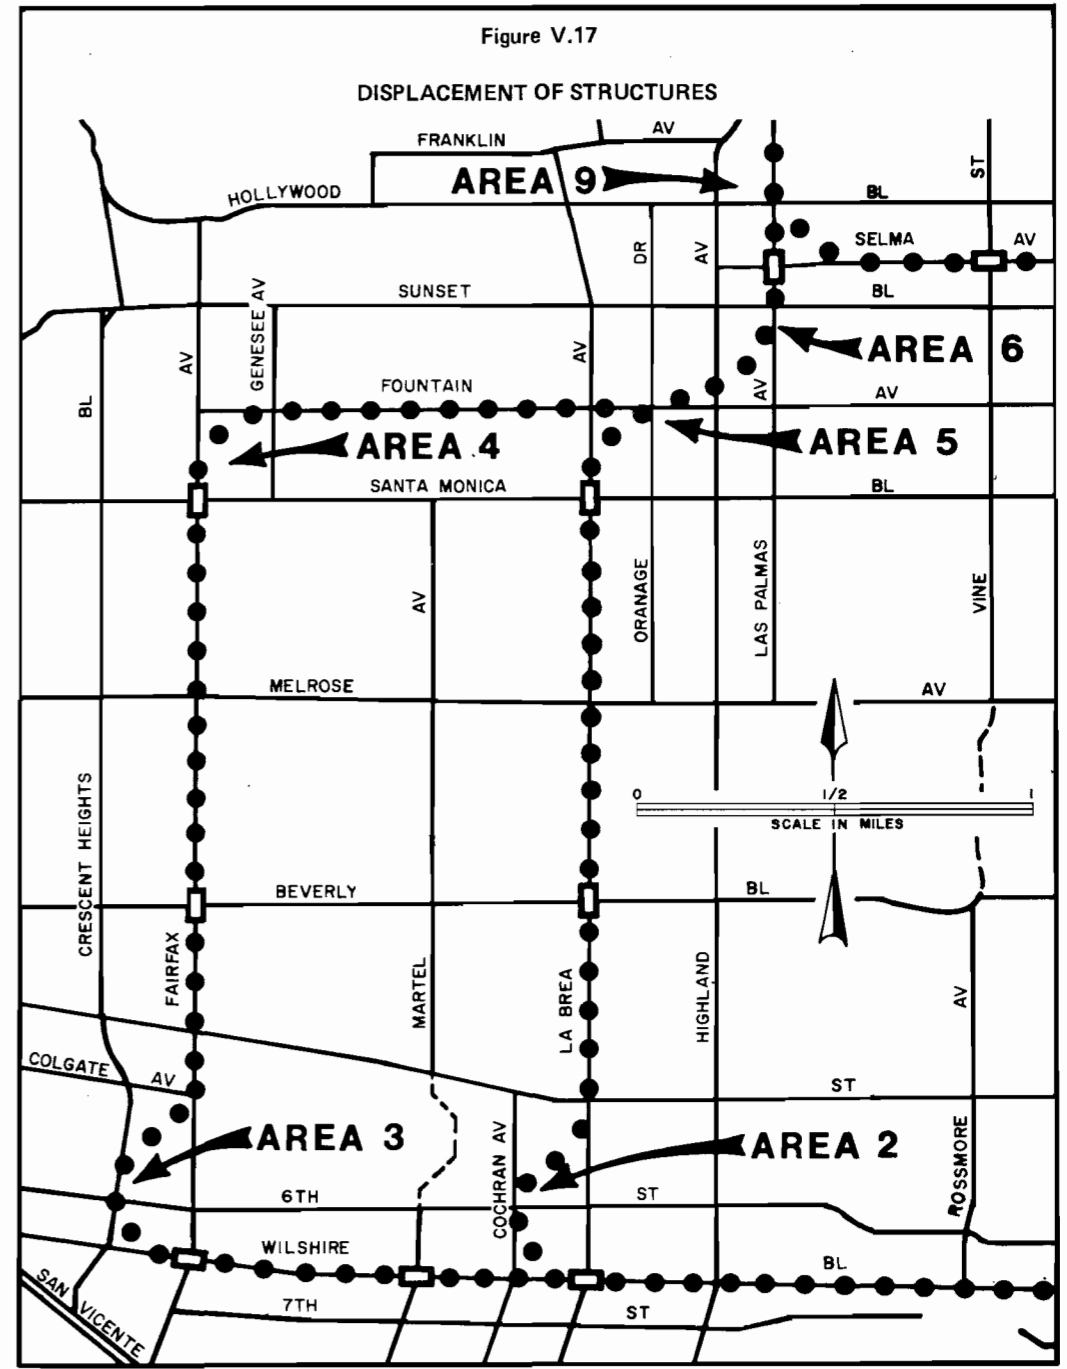 Figure V.17
DISPLACEMENT OF STRUCTURES
FRANKLIN AV
AREA 9
ST
HOLLYWOOD BL
DR
AV
SELMA AV
GENESEE AV
SUNSET BL
AV
AV
AREA 6
BL
FOUNTAIN AV
AV
AREA 4
AREA 5
SANTA MONICA BL
AV
ORANAGE
LAS PALMAS
VINE
MELROSE AV
0 1/2 1
SCALE IN MILES
CRESCENT HEIGHTS
BEVERLY BL
FAIRFAX
MARTEL
LA BREA
HIGHLAND
AV
COLGATE AV
ST
AREA 3
AREA 2
COCHRAN AV
ROSSMORE
6TH ST
WILSHIRE BL
SAN VICENTE
7TH ST